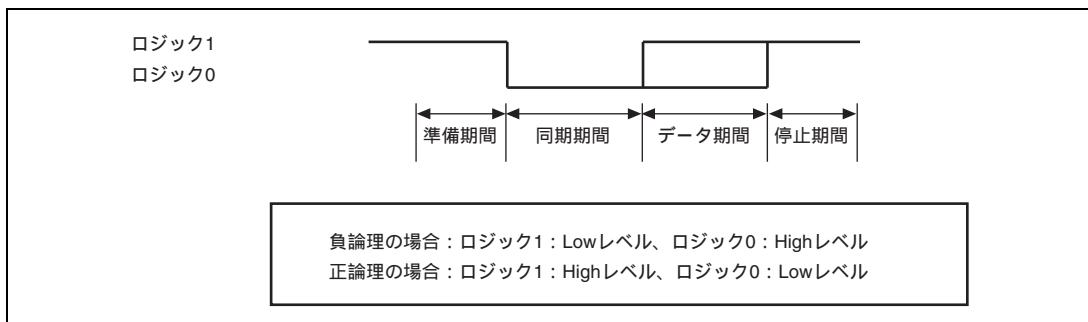 ロジック1
ロジック0
準備期間 同期期間 データ期間 停止期間
負論理の場合：ロジック1：Lowレベル、ロジック0：Highレベル
正論理の場合：ロジック1：Highレベル、ロジック0：Lowレベル